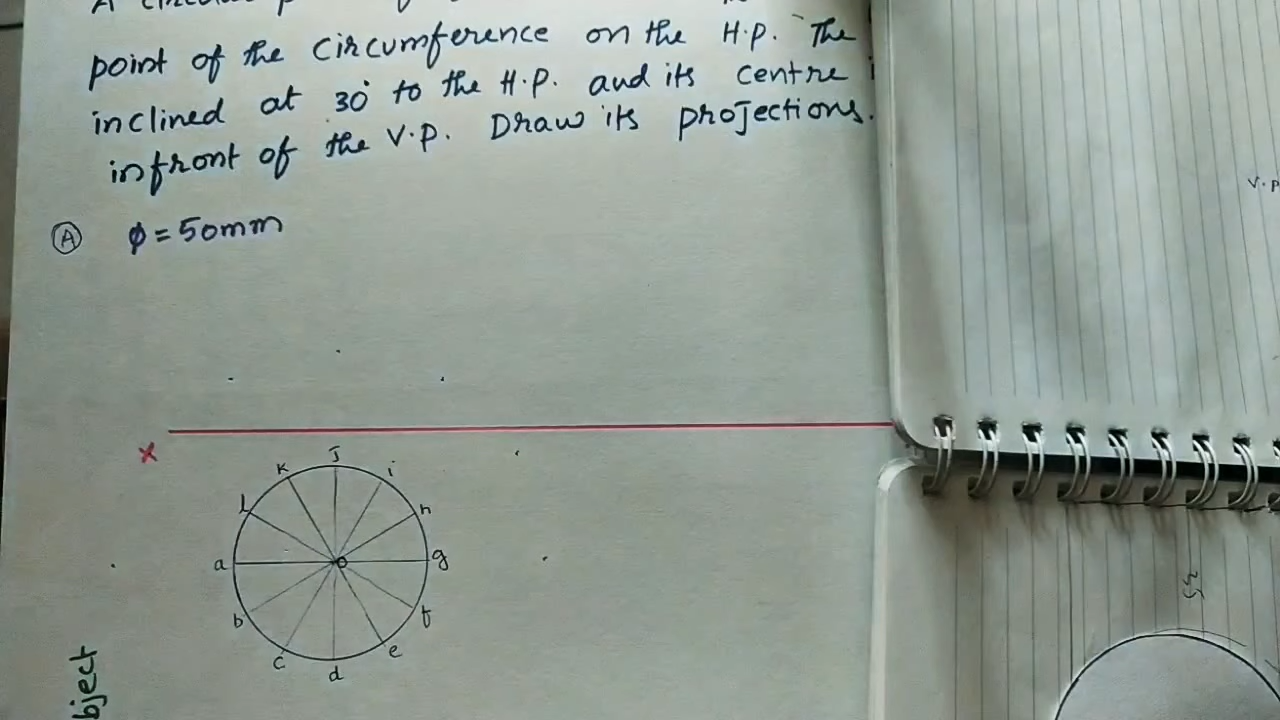 A
point of the circumference on the H.P. The
inclined at 30° to the H.P. and its centre
infront of the V.P. Draw its projections.
A φ = 50mm
X
J
K i
l h
a o g
b f
c e
d
bject
V.P